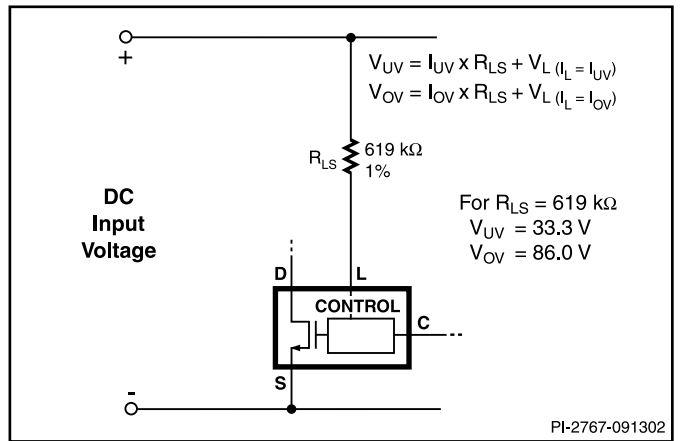 +
V_UV = I_UV x R_LS + V_L (I_L = I_UV)
V_OV = I_OV x R_LS + V_L (I_L = I_OV)
R_LS
619 kΩ
1%
DC
Input
Voltage
For R_LS = 619 kΩ
V_UV = 33.3 V
V_OV = 86.0 V
D
L
CONTROL
C
S
-
PI-2767-091302